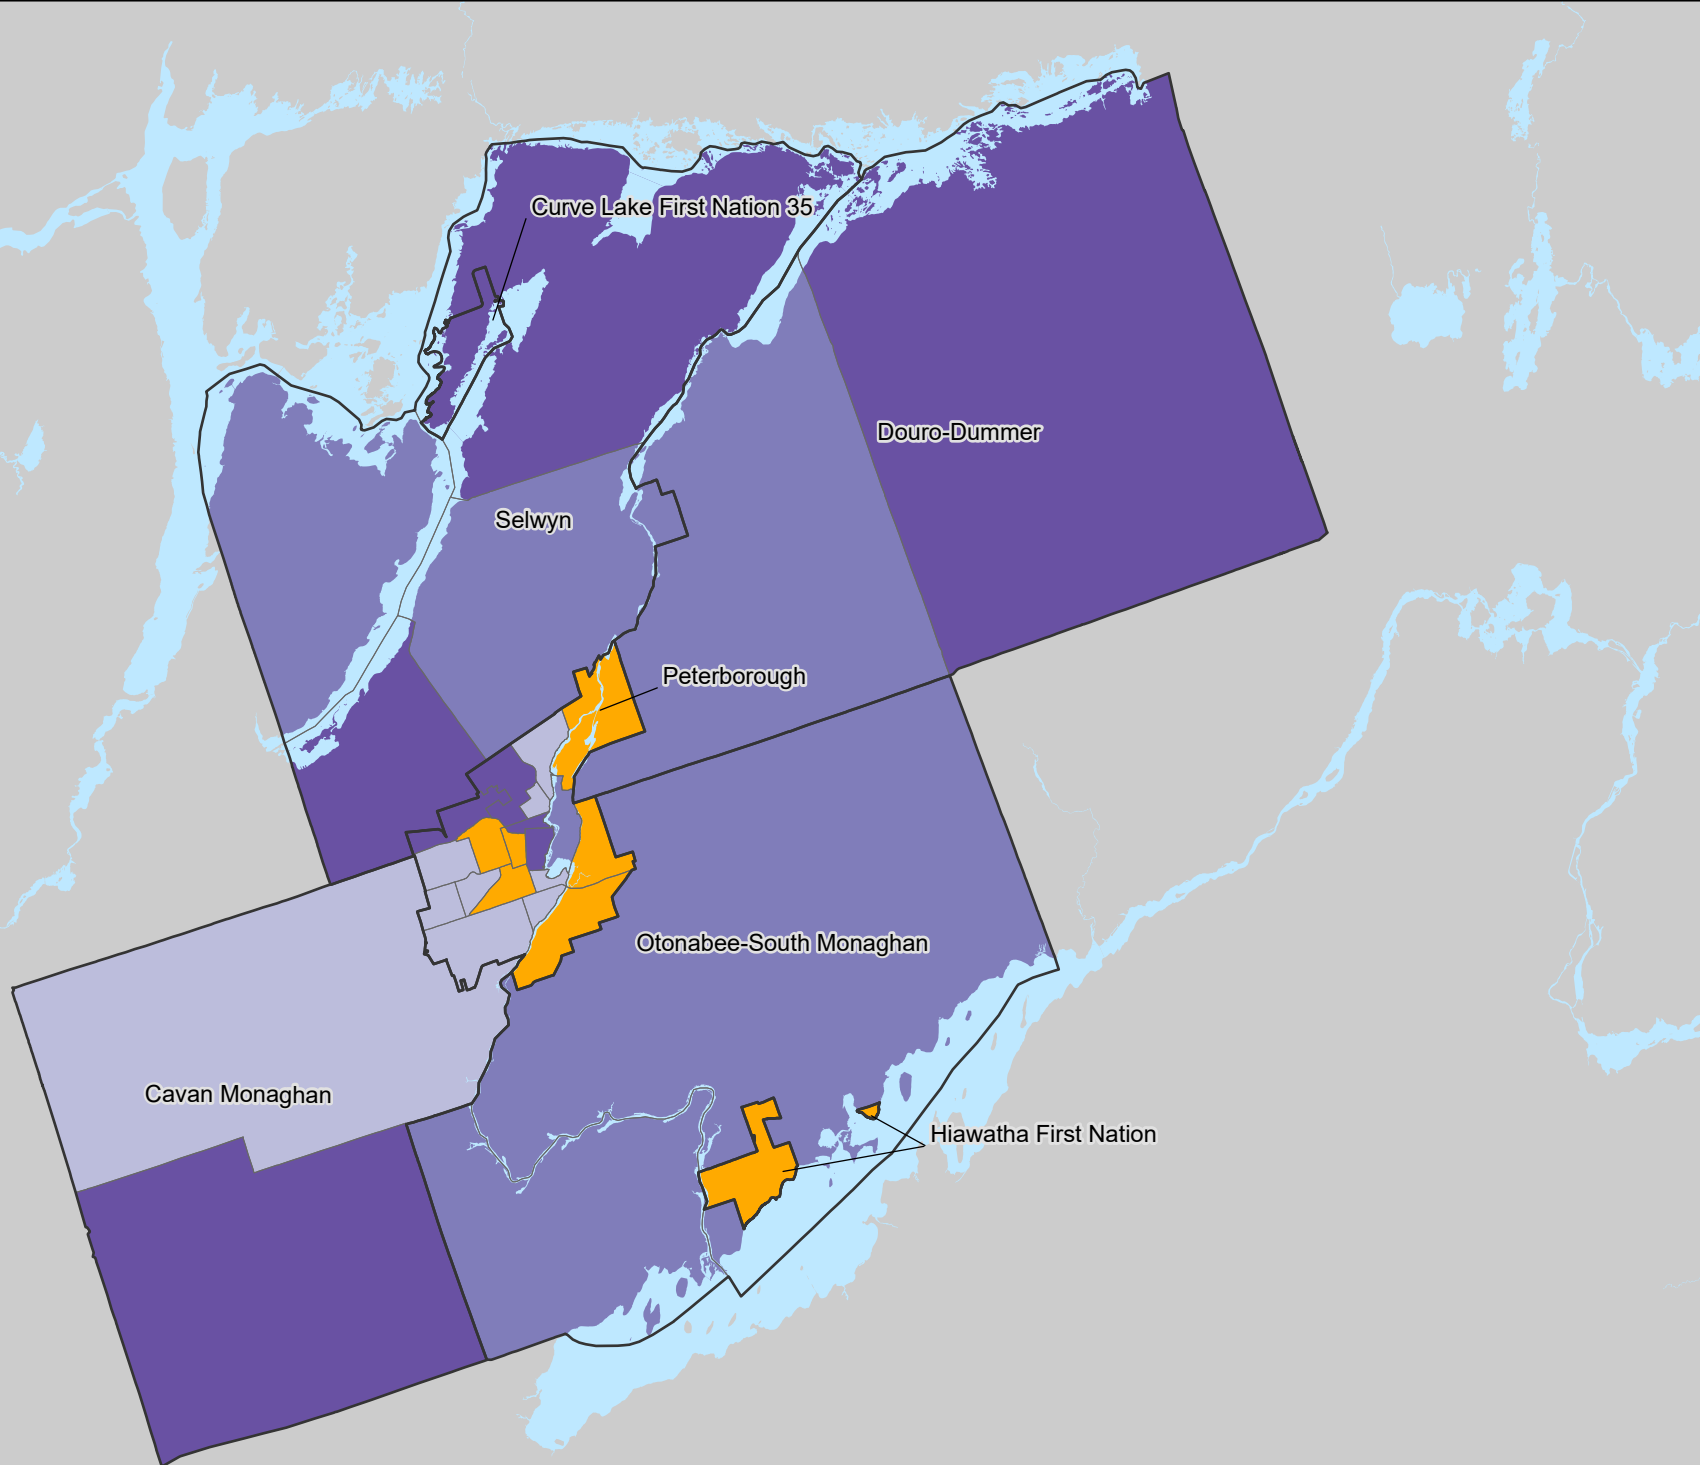 Curve Lake First Nation 35
Douro-Dummer
Selwyn
Peterborough
Otonabee-South Monaghan
Cavan Monaghan
Hiawatha First Nation